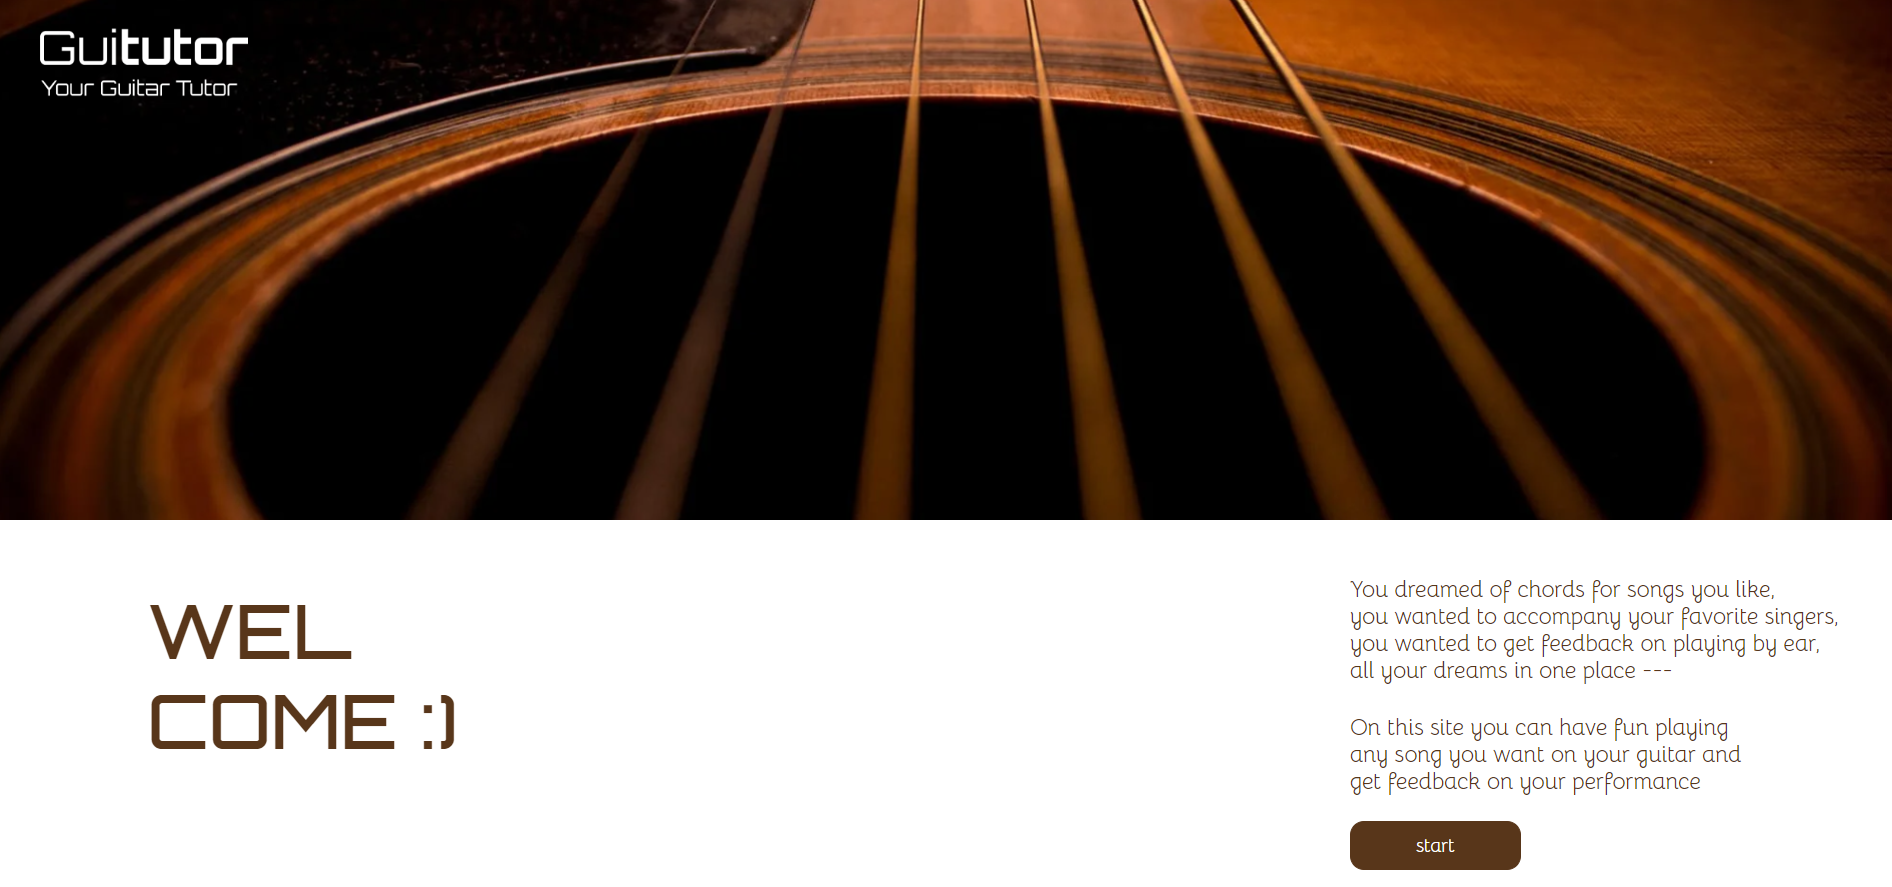 Guitutor
Your Guitar Tutor
WEL
COME :)
You dreamed of chords for songs you like,
you wanted to accompany your favorite singers,
you wanted to get feedback on playing by ear,
all your dreams in one place ---
On this site you can have fun playing
any song you want on your guitar and
get feedback on your performance
start